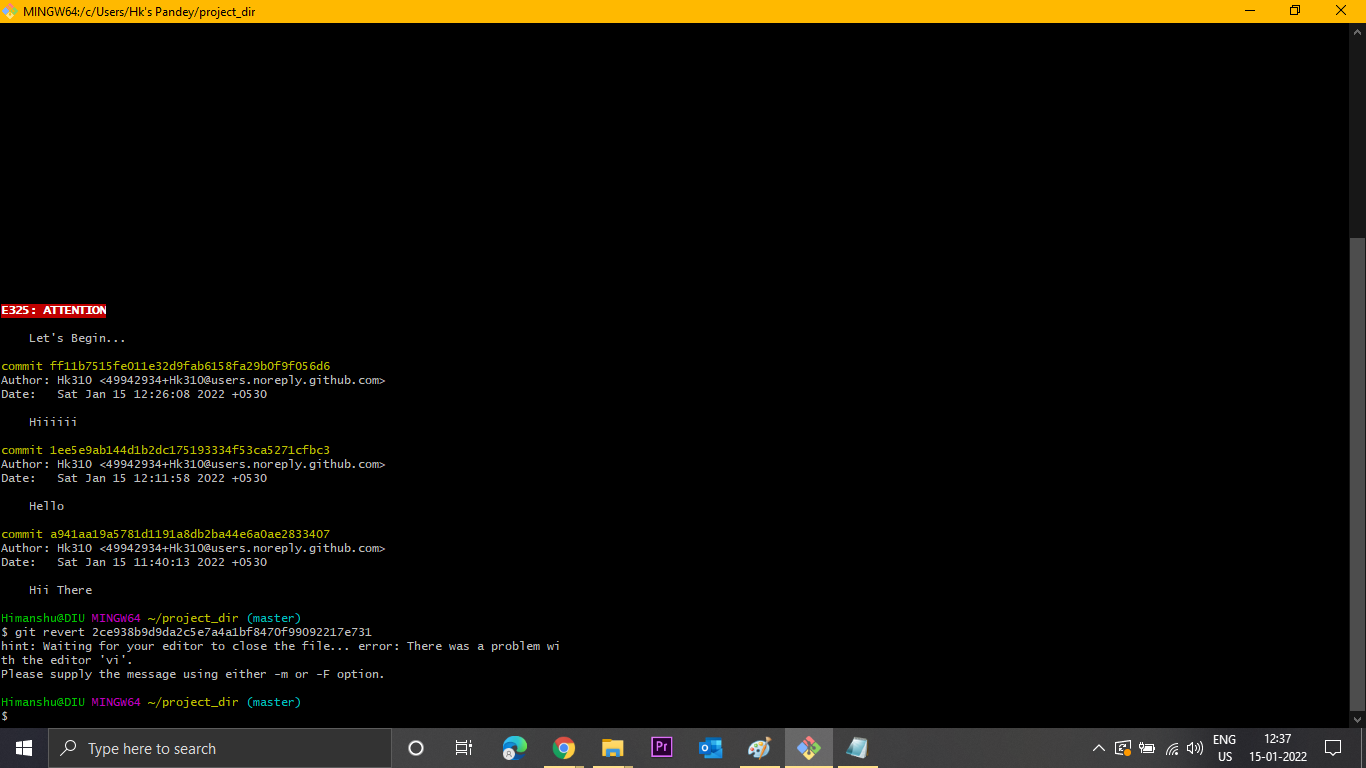 MINGW64:/c/Users/Hk's Pandey/project_dir
E325: ATTENTION
Let's Begin...
commit ff11b7515fe011e32d9fab6158fa29b0f9f056d6
Author: Hk310 <49942934+Hk310@users.noreply.github.com>
Date:   Sat Jan 15 12:26:08 2022 +0530
Hiiiiii
commit 1ee5e9ab144d1b2dc175193334f53ca5271cfbc3
Author: Hk310 <49942934+Hk310@users.noreply.github.com>
Date:   Sat Jan 15 12:11:58 2022 +0530
Hello
commit a941aa19a5781d1191a8db2ba44e6a0ae2833407
Author: Hk310 <49942934+Hk310@users.noreply.github.com>
Date:   Sat Jan 15 11:40:13 2022 +0530
Hii There
Himanshu@DIU MINGW64 ~/project_dir (master)
$ git revert 2ce938b9d9da2c5e7a4a1bf8470f99092217e731
hint: Waiting for your editor to close the file... error: There was a problem wi
th the editor 'vi'.
Please supply the message using either -m or -F option.
Himanshu@DIU MINGW64 ~/project_dir (master)
$
Type here to search
Pr
ENG
US
12:37
15-01-2022